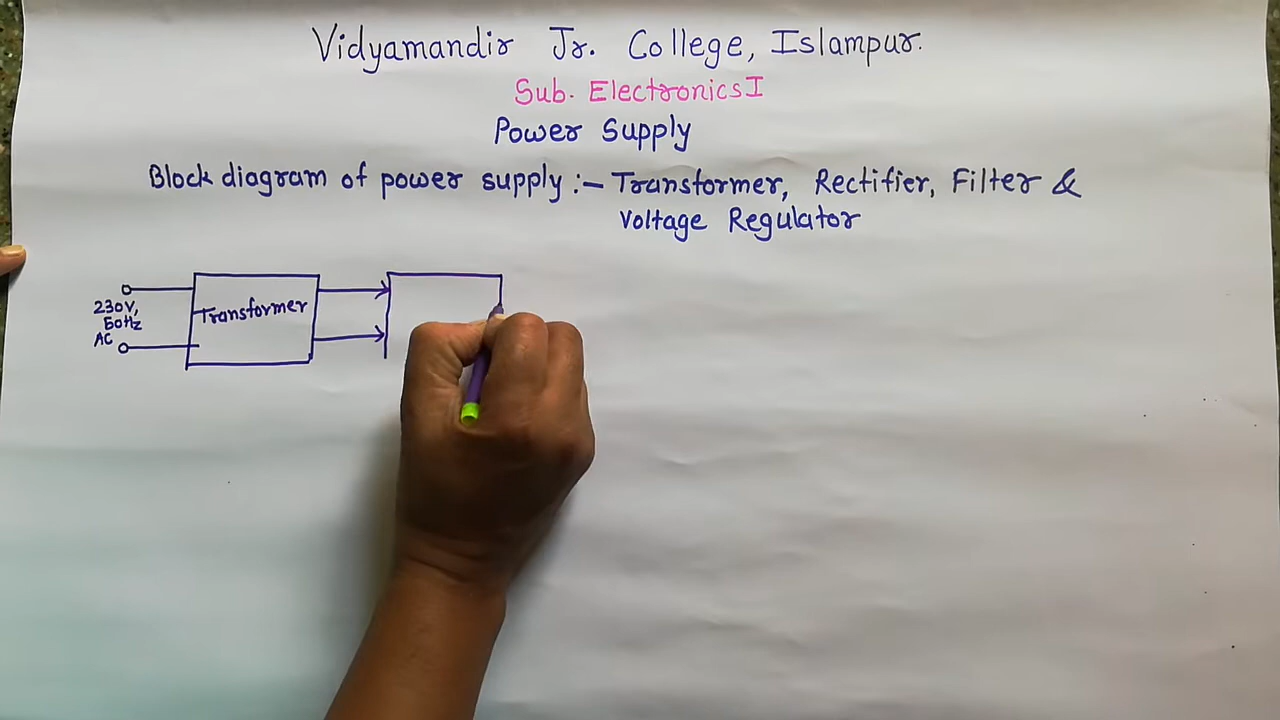 Vidyamandir Jr. College, Islampur.
Sub. Electronics I
Power Supply
Block diagram of power supply :- Transformer, Rectifier, Filter &
Voltage Regulator
230V,
50Hz
AC
Transformer